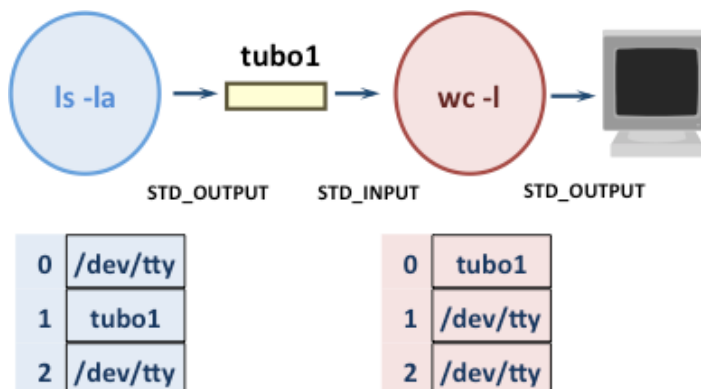 tubo1
ls -la
wc -l
STD_OUTPUT STD_INPUT STD_OUTPUT
0 /dev/tty
1 tubo1
2 /dev/tty
0 tubo1
1 /dev/tty
2 /dev/tty